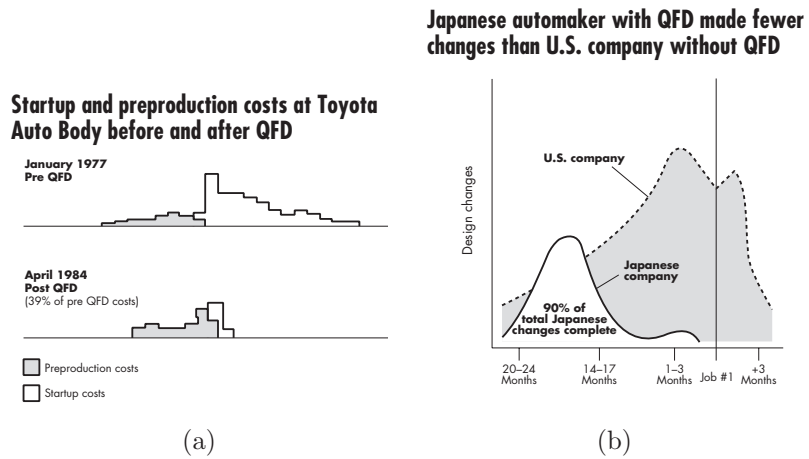 Startup and preproduction costs at Toyota
Auto Body before and after QFD
January 1977
Pre QFD
April 1984
Post QFD
(39% of pre QFD costs)
Preproduction costs
Startup costs
(a)
Japanese automaker with QFD made fewer
changes than U.S. company without QFD
Design changes
U.S. company
Japanese
company
90% of
total Japanese
changes complete
20–24
Months
14–17
Months
1–3
Months
Job #1
+3
Months
(b)